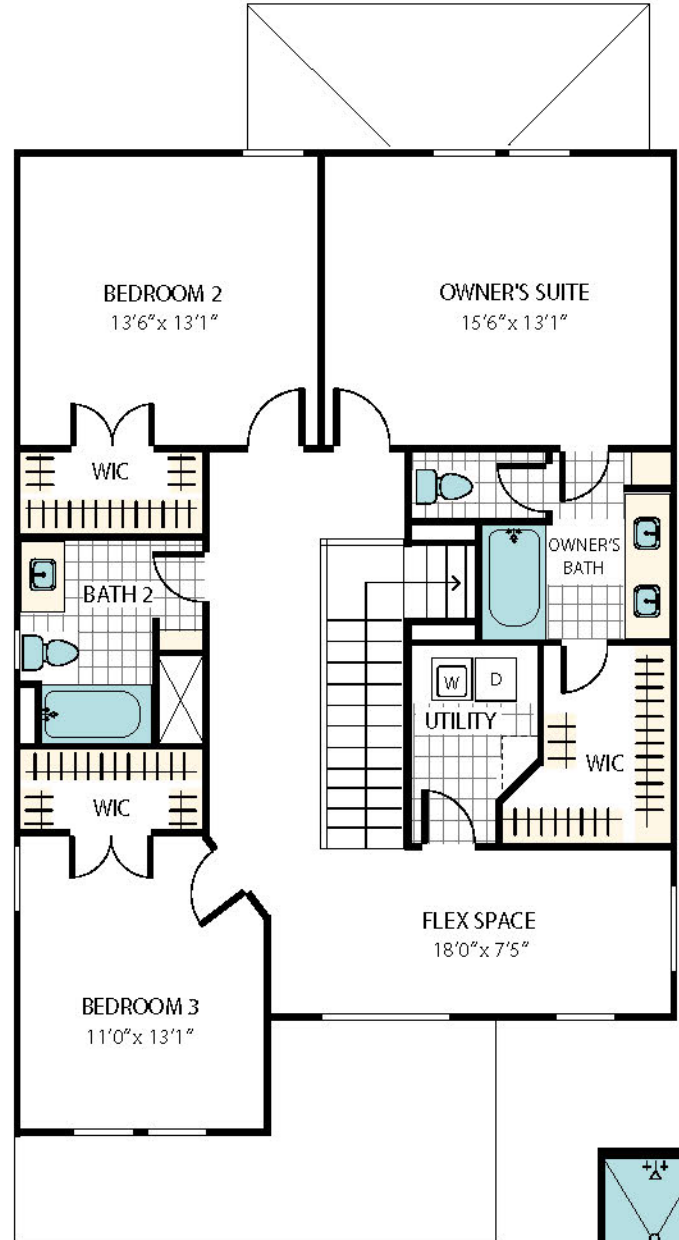 BEDROOM 2
13'6"x 13'1"
OWNER'S SUITE
15'6"x 13'1"
WIC
OWNER'S
BATH
BATH 2
W
D
UTILITY
WIC
WIC
FLEX SPACE
18'0"x 7'5"
BEDROOM 3
11'0"x 13'1"